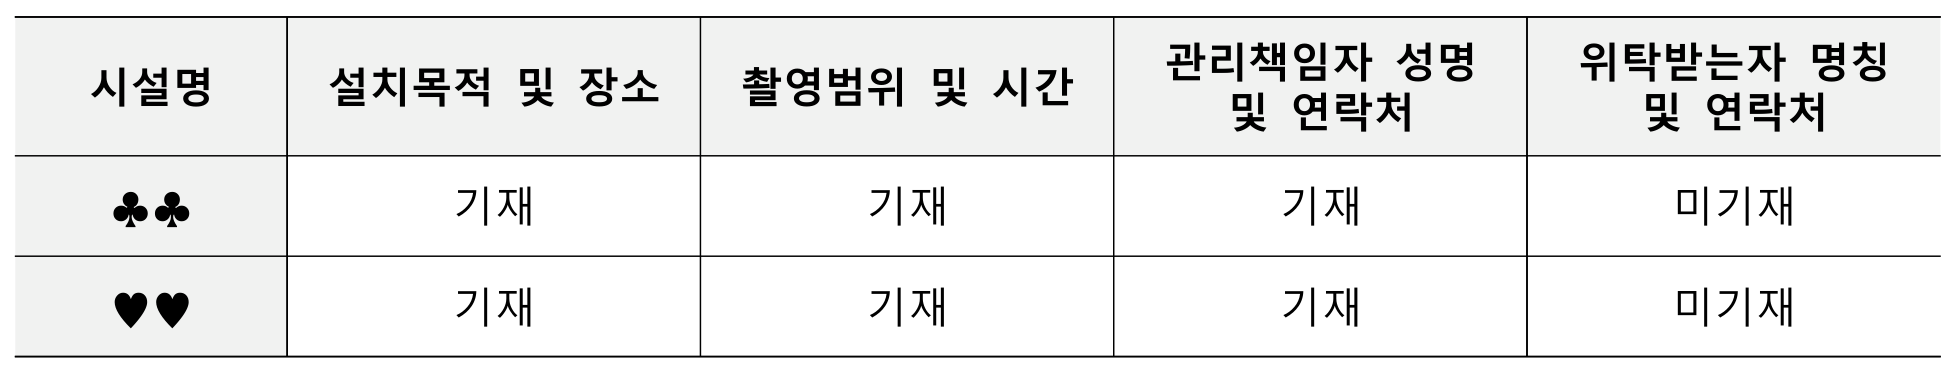 시설명 설치목적 및 장소 촬영범위 및 시간 관리책임자 성명 및 연락처 위탁받는자 명칭 및 연락처
♣♣ 기재 기재 기재 미기재
♥♥ 기재 기재 기재 미기재